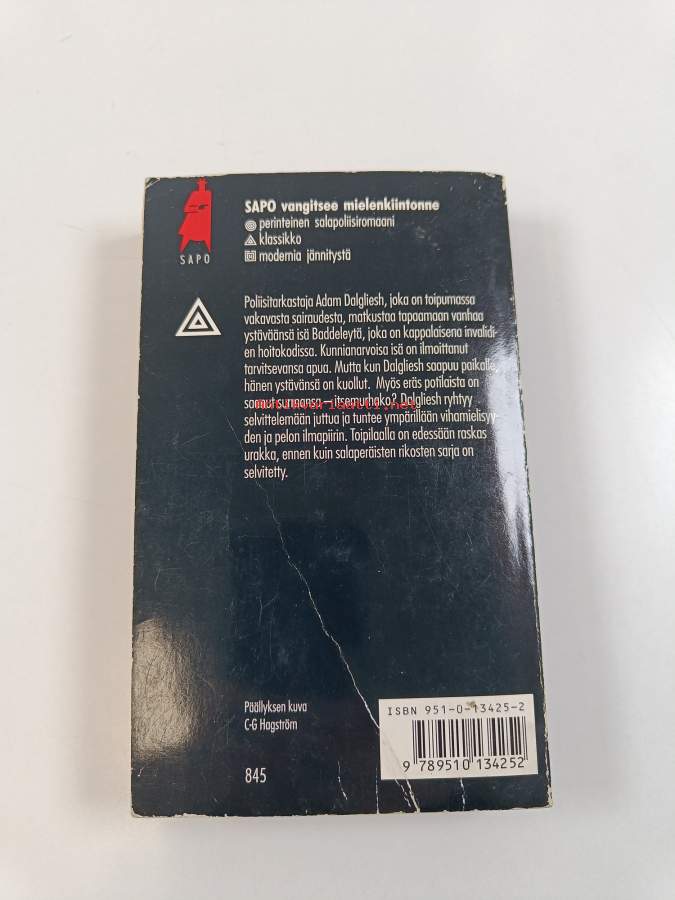 SAPO
SAPO vangitsee mielenkiintonne
perinteinen salapoliisiromaani
klassikko
modernia jännitystä
Poliisitarkastaja Adam Dalgliesh, joka on toipumassa
vakavasta sairaudesta, matkustaa tapaamaan vanhaa
ystäväänsä isä Baddeleytä, joka on kappalaisena invalidi-
en hoitokodissa. Kunnianarvoisa isä on ilmoittanut
tarvitsevansa apua. Mutta kun Dalgliesh saapuu paikalle,
hänen ystävänsä on kuollut. Myös eräs potilaista on
saanut surmansa – itsemurhako? Dalgliesh ryhtyy
antikvariaatti.net
selvittelemään juttua ja tuntee ympärillään vihamielisyy-
den ja pelon ilmapiirin. Toipilaalla on edessään raskas
urakka, ennen kuin salaperäisten rikosten sarja on
selvitetty.
Päällyksen kuva
C-G Hagström
845
ISBN 951-0-13425-2
9 789510 134252